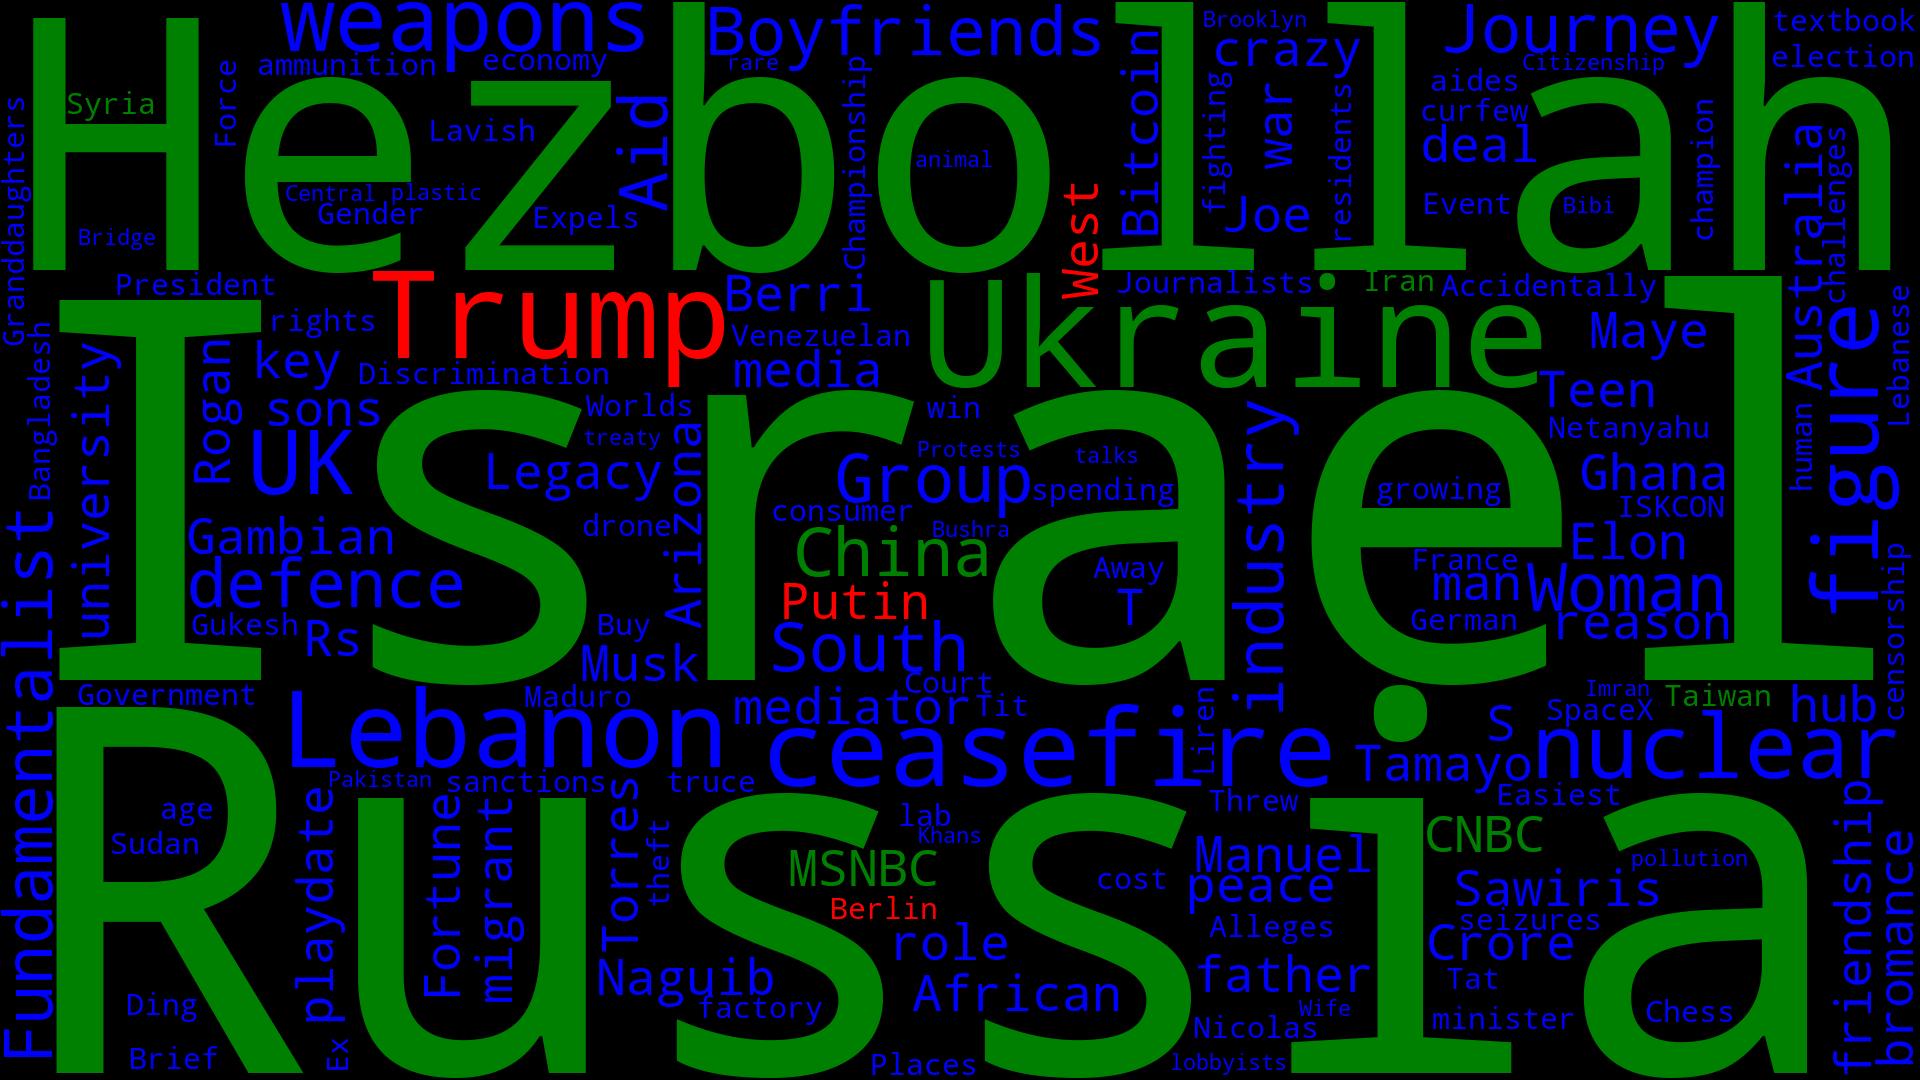 weapons
Boyfriends
Journey
textbook
Brooklyn
crazy
election
Citizenship
ammunition
economy
rare
Hezbollah
Syria
Force
Lavish
Aid
Championship
animal
Bitcoin
fighting
war
residents
aides
curfew
deal
champion
Australia
challenges
Granddaughters
Central
plastic
Gender
Expels
Bridge
West
Joe
Event
Bibi
President
Trump
Berri
Ukraine
Journalists
Iran
Accidentally
rights
Venezuelan
Maye
figure
Lebanese
Bangladesh
university
Rogan
key
Discrimination
media
Teen
sons
Worlds
win
Netanyahu
human
Israel
UK
treaty
Protests
talks
Legacy
Arizona
Group
spending
industry
growing
Ghana
ISKCON
consumer
Bushra
drone
Gambian
China
Elon
France
Away
defence
man
Woman
Putin
T
German
reason
Gukesh
Rs
Buy
South
Musk
censorship
Fundamentalist
Government
Maduro
Court
Imran
Taiwan
hub
Lebanon
mediator
Tit
Liren
SpaceX
S
ceasefire
nuclear
Tamayo
Pakistan
sanctions
truce
Easiest
Threw
Russia
age
Sudan
playdate
Fortune
migrant
Torres
theft
lab
Khans
CNBC
Manuel
MSNBC
pollution
cost
peace
Sawiris
Berlin
seizures
Alleges
role
Crore
friendship
bromance
Naguib
father
Tat
African
factory
Ding
Wife
Chess
Nicolas
minister
Brief
Ex
Places
lobbyists